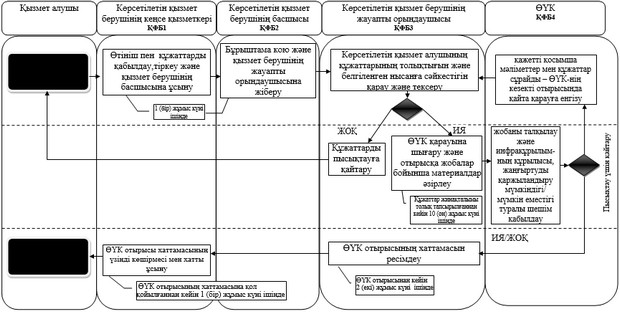 Қызмет алушы
Көрсетілетін қызмет
берушінің кеңсе қызметкері
ҚФБ1
Көрсетілетін қызмет
берушінің басшысы
ҚФБ2
Көрсетілетін қызмет берушінің
жауапты орындаушысы
ҚФБ3
ӨҮК
ҚФБ4
Өтініш пен құжаттарды
қабылдау,тіркеу және
қызмет берушінің
басшысына ұсыну
1 (бір) жұмыс күні
ішінде
Бұрыштама қою және
қызмет берушінің
жауапты
орындаушысына
жіберу
Көрсетілетін қызмет алушының
құжаттарының толықтығын және
белгіленген нысанға сәйкестігін
қарау және тексеру
қажетті қосымша
мәліметтер мен құжаттар
сұрайды – ӨҮК-нің
кезекті отырысында
қайта қарауға енгізу
ЖОҚ
ИЯ
Құжаттарды
пысықтауға
қайтару
ӨҮК қарауына
шығару және
отырысқа жобалар
бойынша материалдар
әзірлеу
Құжаттар жинақталымы
толық тапсырылғаннан
кейін 10 (он) жұмыс күні
ішінде
жобаны талқылау
және
инфрақұрылым-
ның құрылысы,
жаңғыртуды
қаржыландыру
мүмкіндігі/
мүмкін еместігі
туралы шешім
қабылдау
Пысықтау үшін қайтару
ИЯ/ЖОҚ
ӨҮК отырысы хаттамасының
үзінді көшірмесі мен хатты
ұсыну
ӨҮК отырысының хаттамасына қол
қойылғаннан кейін 1 (бір) жұмыс күні ішінде
ӨҮК отырысының хаттамасын
ресімдеу
ӨҮК отырысынан кейін
2 (екі) жұмыс күні ішінде